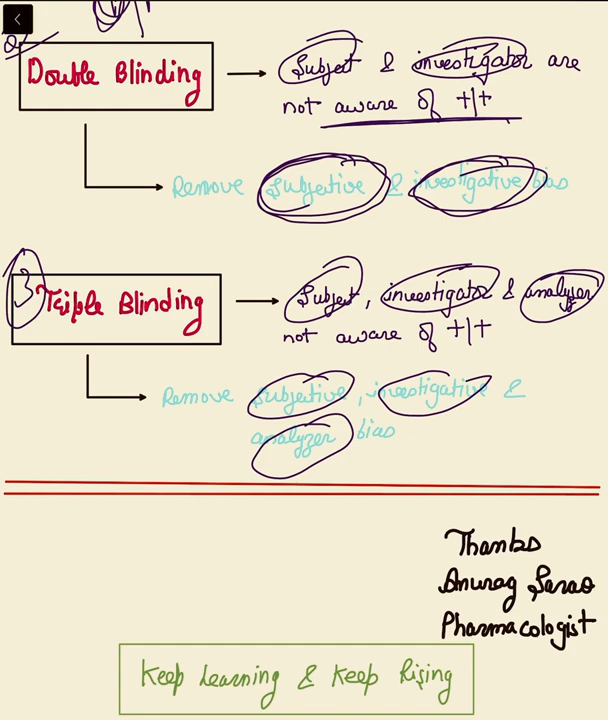 Double Blinding
Subject & investigator are
not aware of t/t
Remove Subjective & investigative bias
3
Triple Blinding
Subject, investigator & analyzer
not aware of t/t
Remove Subjective, investigative &
analyzer bias
Thanks
Anurag Sarao
Pharmacologist
Keep Learning & Keep Rising